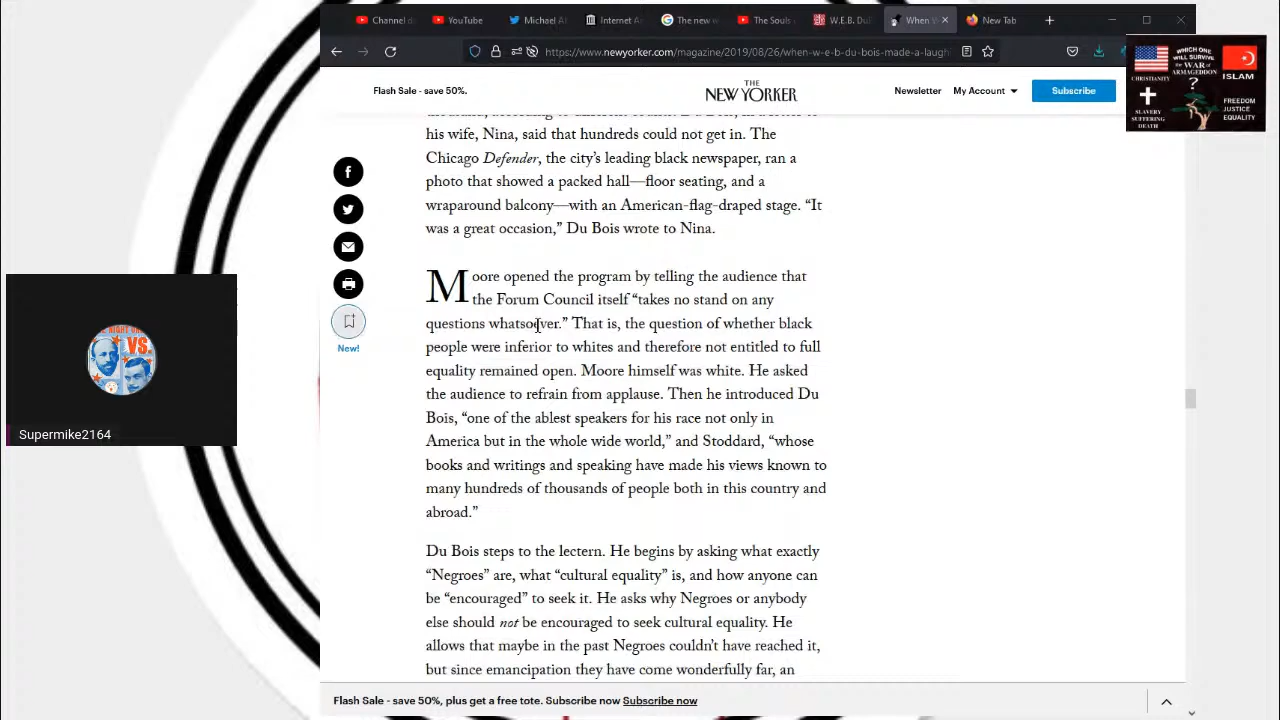 Channel d
YouTube
Michael A
Internet Ar
The new w
The Souls
W.E.B. DuB
When W
New Tab
https://www.newyorker.com/magazine/2019/08/26/when-w-e-b-du-bois-made-a-laugh
Flash Sale - save 50%.
THE
NEW YORKER
Newsletter
My Account
Subscribe
WHICH ONE
WILL SURVIVE
the WAR of
ARMAGEDDON
?
CHRISTIANITY
SLAVERY
SUFFERING
DEATH
ISLAM
FREEDOM
JUSTICE
EQUALITY
his wife, Nina, said that hundreds could not get in. The
Chicago Defender, the city’s leading black newspaper, ran a
photo that showed a packed hall—floor seating, and a
wraparound balcony—with an American-flag-draped stage. “It
was a great occasion,” Du Bois wrote to Nina.
Moore opened the program by telling the audience that
the Forum Council itself “takes no stand on any
questions whatsoever.” That is, the question of whether black
people were inferior to whites and therefore not entitled to full
equality remained open. Moore himself was white. He asked
the audience to refrain from applause. Then he introduced Du
Bois, “one of the ablest speakers for his race not only in
America but in the whole wide world,” and Stoddard, “whose
books and writings and speaking have made his views known to
many hundreds of thousands of people both in this country and
abroad.”
Du Bois steps to the lectern. He begins by asking what exactly
“Negroes” are, what “cultural equality” is, and how anyone can
be “encouraged” to seek it. He asks why Negroes or anybody
else should not be encouraged to seek cultural equality. He
allows that maybe in the past Negroes couldn’t have reached it,
but since emancipation they have come wonderfully far, an
New!
VS.
Supermike2164
Flash Sale - save 50%, plus get a free tote. Subscribe now Subscribe now